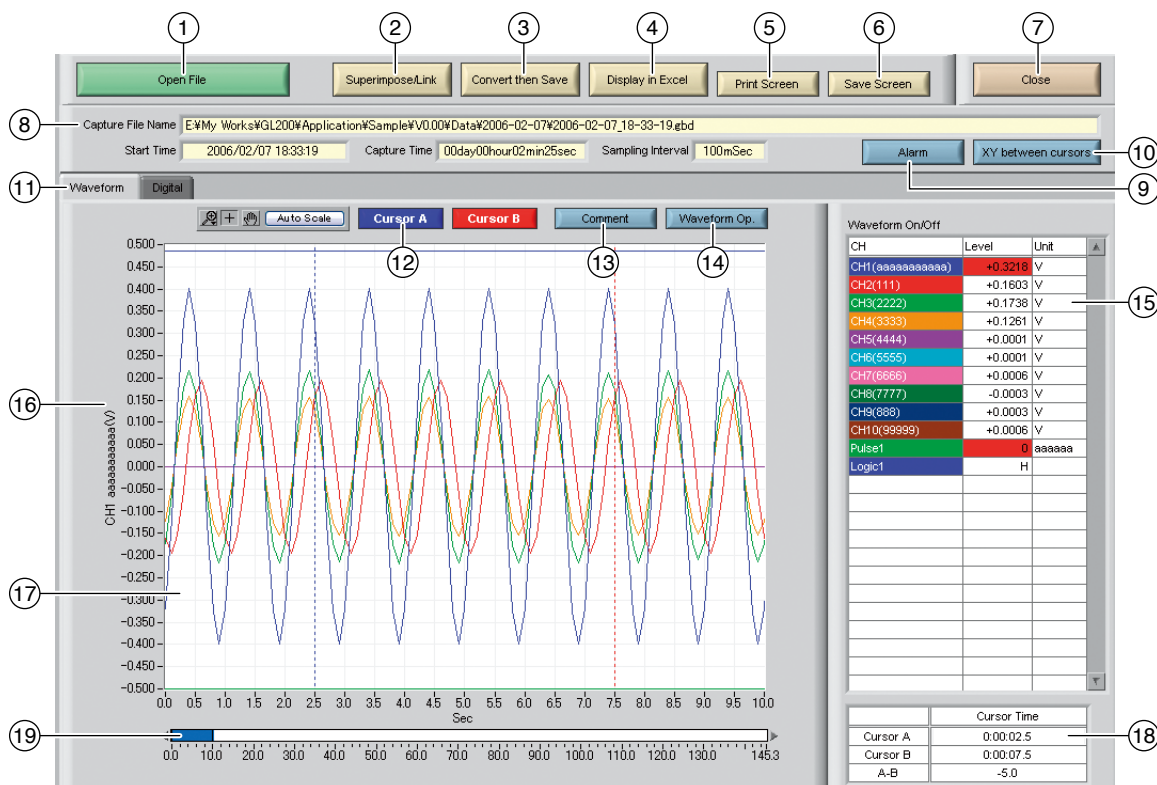 1 2 3 4 5 6 7
Open File Superimpose/Link Convert then Save Display in Excel Print Screen Save Screen Close
8 Capture File Name E:¥My Works¥GL200¥Application¥Sample¥V0.00¥Data¥2006-02-07¥2006-02-07_18-33-19.gbd
Start Time 2006/02/07 18:33:19 Capture Time 00day00hour02min25sec Sampling Interval 100mSec Alarm XY between cursors 10
9
11 Waveform Digital
Auto Scale Cursor A Cursor B Comment Waveform Op.
12 13 14
Waveform On/Off
CH Level Unit
CH1(aaaaaaaaaaa) +0.3218 V
CH2(111) +0.1603 V
CH3(2222) +0.1738 V
15
CH4(3333) +0.1261 V
CH5(4444) +0.0001 V
CH6(5555) +0.0001 V
CH7(6666) +0.0006 V
CH8(7777) -0.0003 V
CH9(888) +0.0003 V
CH10(99999) +0.0006 V
Pulse1 0 aaaaaa
Logic1 H
16
CH1 aaaaaaaaaaa(V)
17
0.500
0.450
0.400
0.350
0.300
0.250
0.200
0.150
0.100
0.050
0.000
-0.050
-0.100
-0.150
-0.200
-0.250
-0.300
-0.350
-0.400
-0.450
-0.500
0.0 0.5 1.0 1.5 2.0 2.5 3.0 3.5 4.0 4.5 5.0 5.5 6.0 6.5 7.0 7.5 8.0 8.5 9.0 9.5 10.0
Sec
19
0.0 10.0 20.0 30.0 40.0 50.0 60.0 70.0 80.0 90.0 100.0 110.0 120.0 130.0 145.3
Cursor Time
Cursor A 0:00:02.5
18
Cursor B 0:00:07.5
A-B -5.0